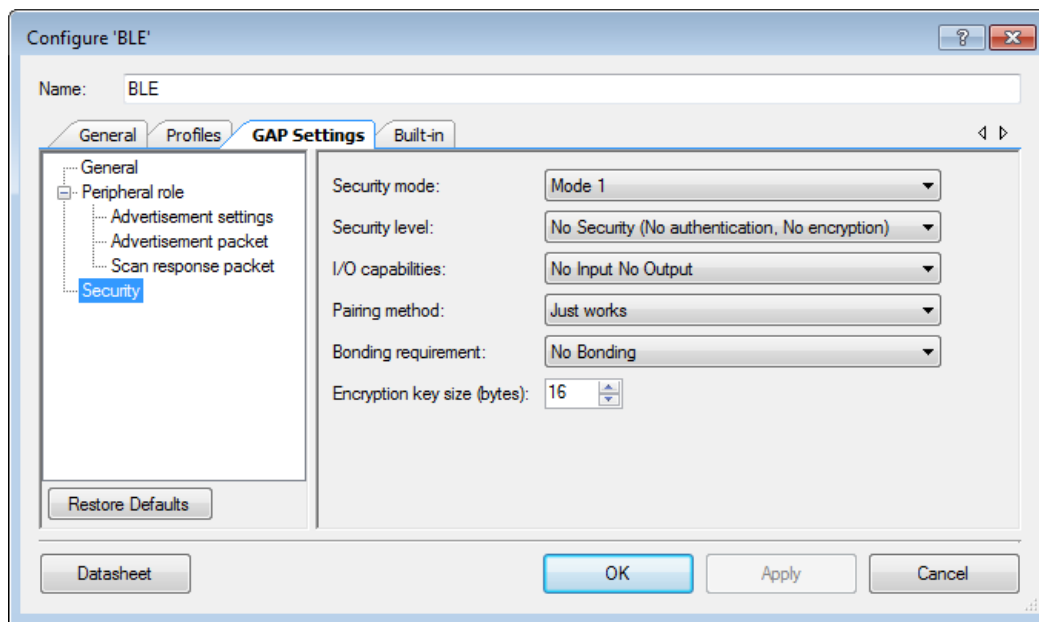 Configure 'BLE'
Name: BLE
General Profiles GAP Settings Built-in
General
Peripheral role
Advertisement settings
Advertisement packet
Scan response packet
Security
Security mode: Mode 1
Security level: No Security (No authentication, No encryption)
I/O capabilities: No Input No Output
Pairing method: Just works
Bonding requirement: No Bonding
Encryption key size (bytes): 16
Restore Defaults
Datasheet OK Apply Cancel